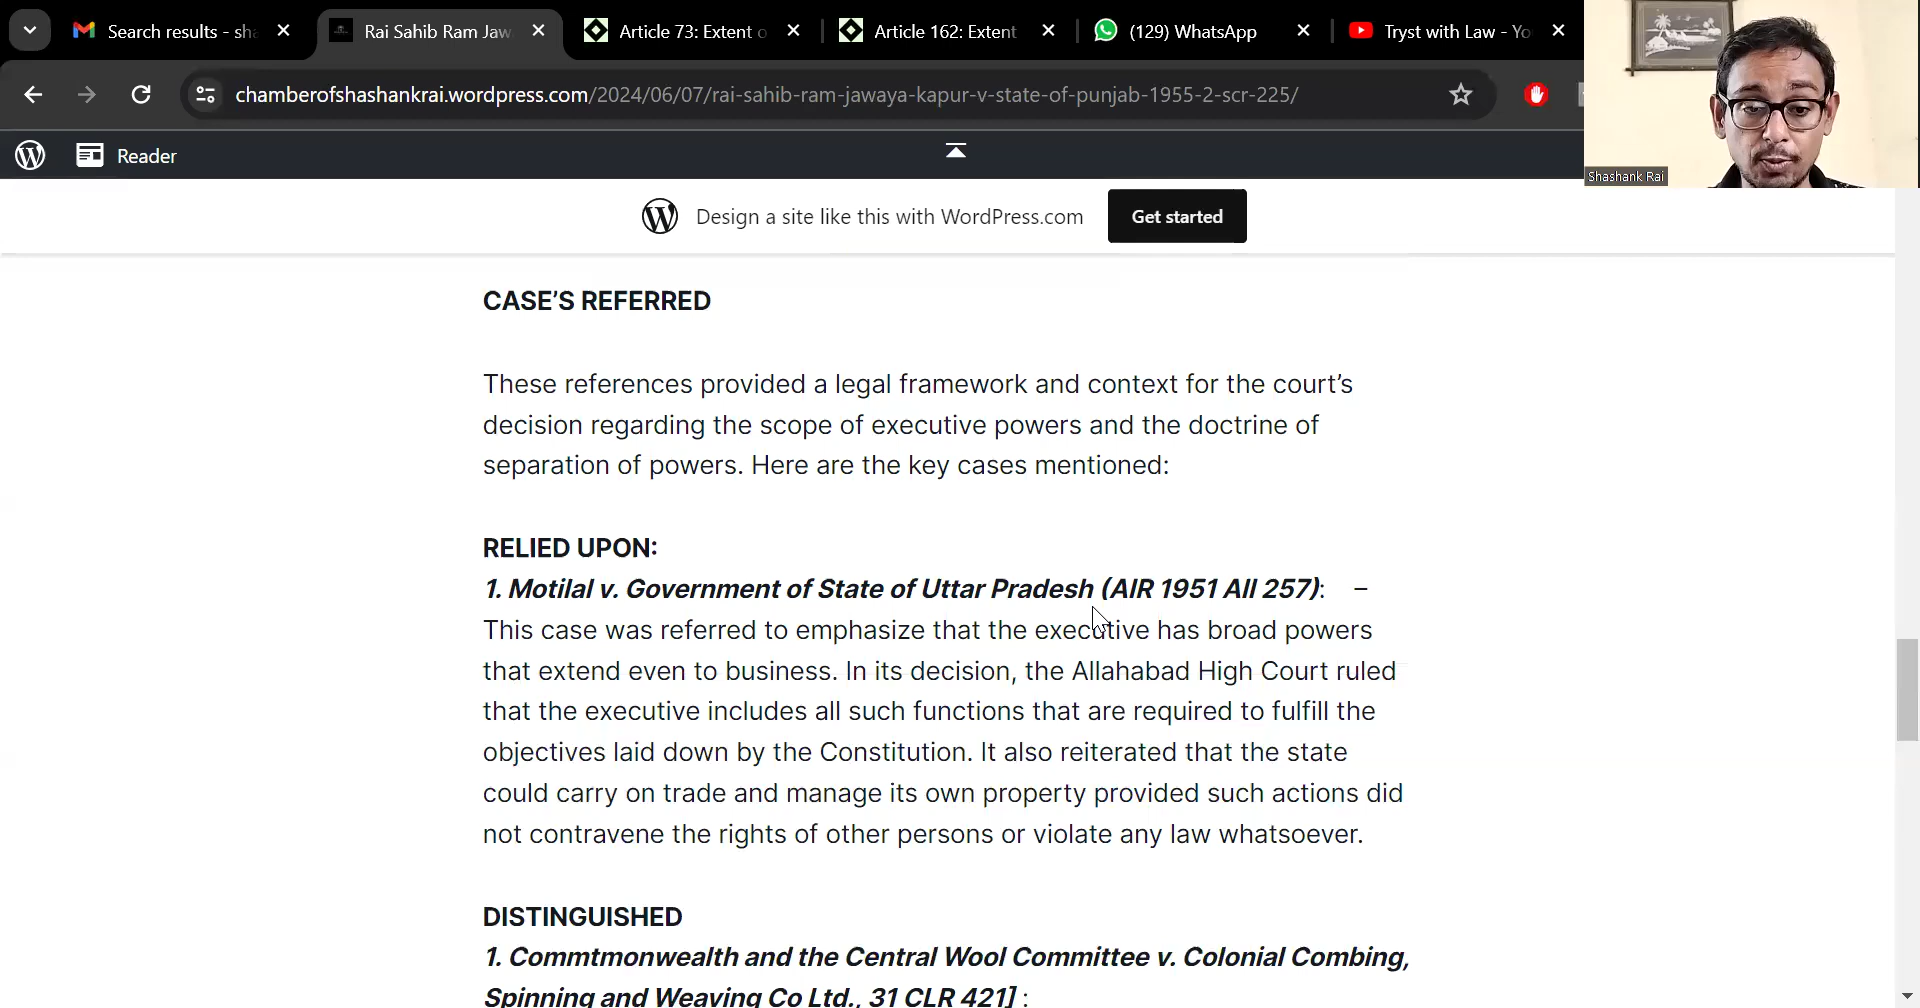 Search results - sha
Rai Sahib Ram Jaw
Article 73: Extent o
Article 162: Extent
(129) WhatsApp
Tryst with Law - Yo
chamberofshashankrai.wordpress.com/2024/06/07/rai-sahib-ram-jawaya-kapur-v-state-of-punjab-1955-2-scr-225/
Shashank Rai
Reader
Design a site like this with WordPress.com
Get started
CASE’S REFERRED
These references provided a legal framework and context for the court’s
decision regarding the scope of executive powers and the doctrine of
separation of powers. Here are the key cases mentioned:
RELIED UPON:
1. Motilal v. Government of State of Uttar Pradesh (AIR 1951 All 257): –
This case was referred to emphasize that the executive has broad powers
that extend even to business. In its decision, the Allahabad High Court ruled
that the executive includes all such functions that are required to fulfill the
objectives laid down by the Constitution. It also reiterated that the state
could carry on trade and manage its own property provided such actions did
not contravene the rights of other persons or violate any law whatsoever.
DISTINGUISHED
1. Commtmonwealth and the Central Wool Committee v. Colonial Combing,
Spinning and Weaving Co Ltd., 31 CLR 421] :